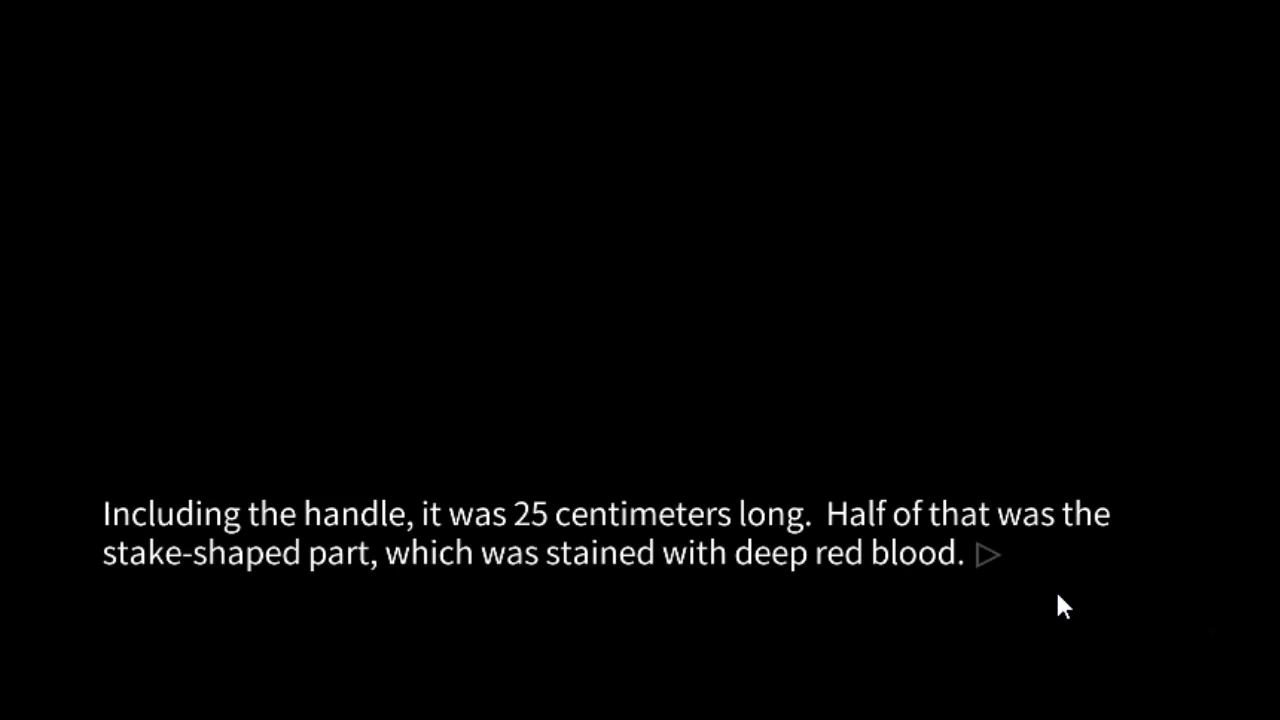 Including the handle, it was 25 centimeters long.  Half of that was the
stake-shaped part, which was stained with deep red blood.